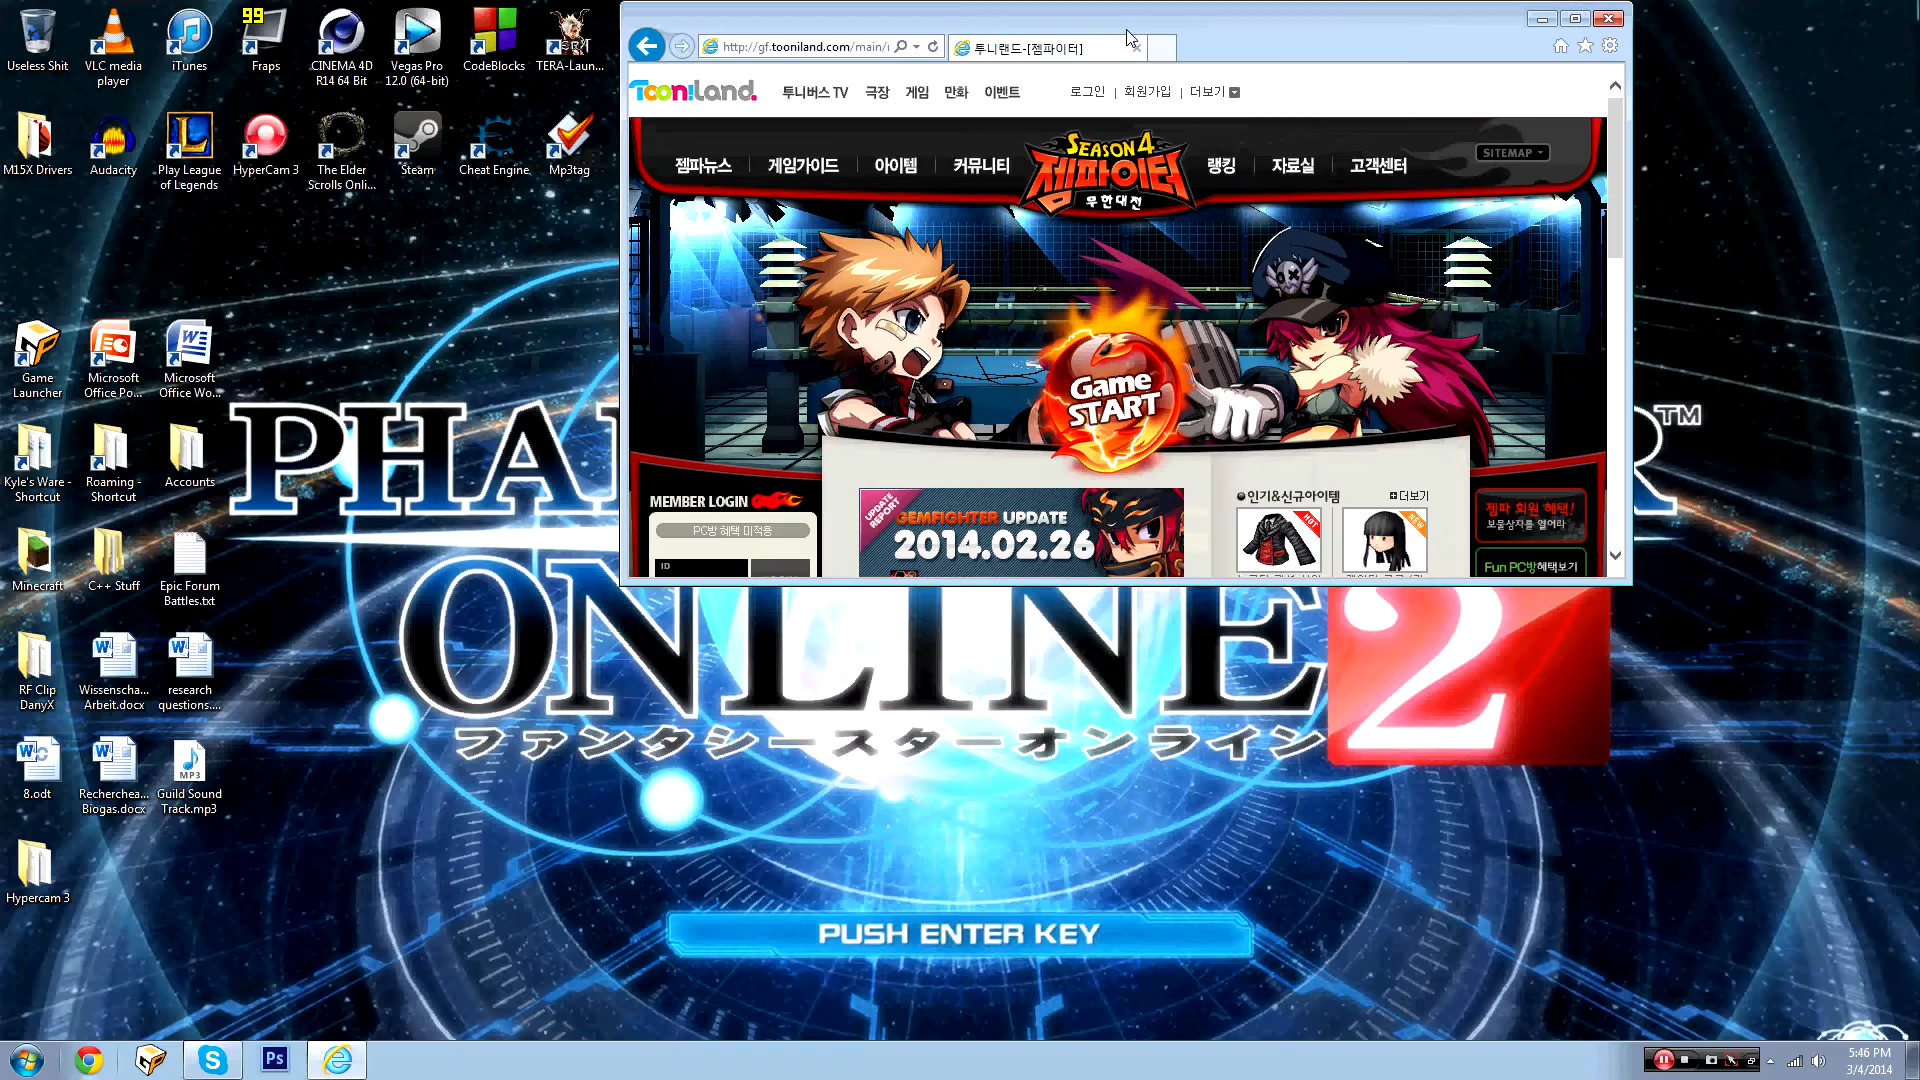 Useless Shit
VLC media player
iTunes
99
Fraps
CINEMA 4D R14 64 Bit
Vegas Pro 12.0 (64-bit)
CodeBlocks
TERA-Laun...
M15X Drivers
Audacity
Play League of Legends
HyperCam 3
The Elder Scrolls Onli...
Steam
Cheat Engine
Mp3tag
Game Launcher
Microsoft Office Po...
Microsoft Office Wo...
Kyle's Ware - Shortcut
Roaming - Shortcut
Accounts
Minecraft
C++ Stuff
Epic Forum Battles.txt
RF Clip DanyX
Wissenscha... Arbeit.docx
research questions....
8.odt
Recherchea... Biogas.docx
MP3
Guild Sound Track.mp3
Hypercam 3
http://gf.tooniland.com/main/
투니랜드-[젬파이터]
Tooniland.
투니버스 TV 극장 게임 만화 이벤트
로그인 | 회원가입 | 더보기
젬파뉴스 게임가이드 아이템 커뮤니티
SEASON 4
젬파이터
무한대전
랭킹 자료실 고객센터
SITEMAP
Game START
MEMBER LOGIN
PC방 혜택 미적용
ID
UPDATE REPORT
GEMFIGHTER UPDATE
2014.02.26
인기&신규아이템
더보기
HOT
NEW
젬파 회원 혜택!
보물상자를 열어라
Fun PC방혜택보기
PHA
R™
ONLINE 2
ファンタシースターオンライン
PUSH ENTER KEY
Ps
5:46 PM
3/4/2014